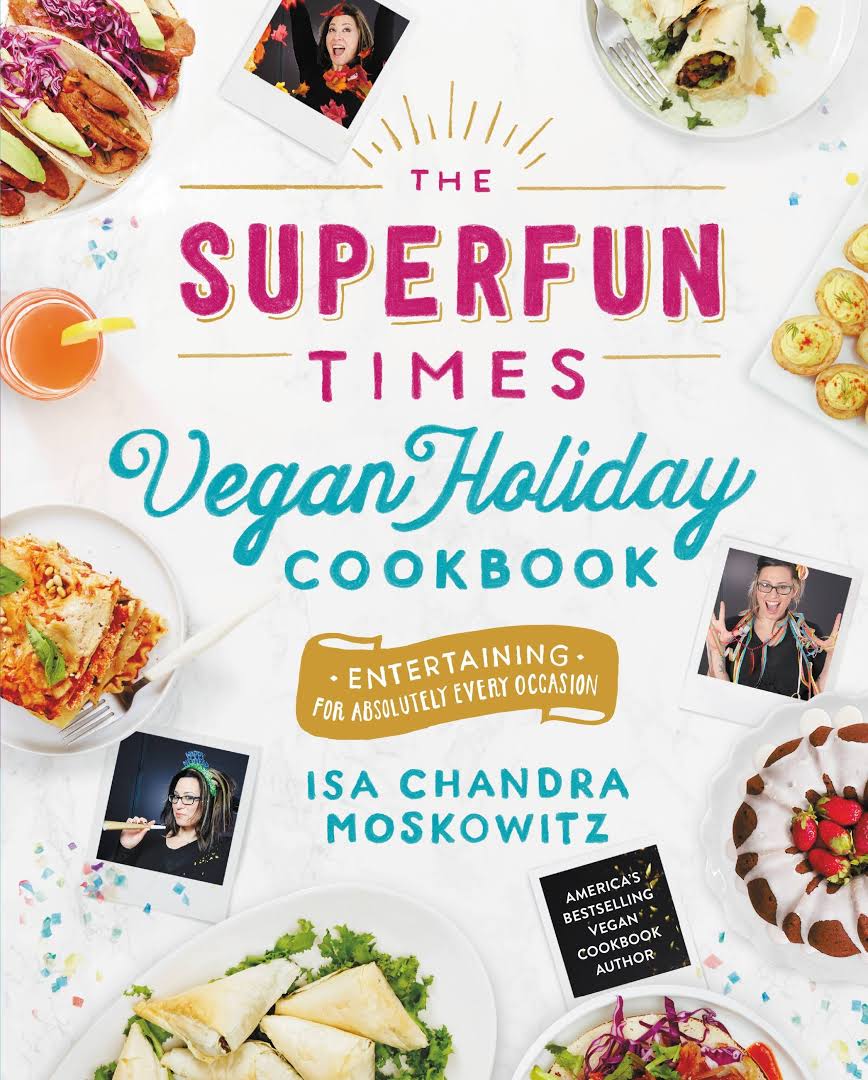 THE
SUPERFUN
TIMES
Vegan Holiday
COOKBOOK
• ENTERTAINING •
FOR ABSOLUTELY EVERY OCCASION
ISA CHANDRA
MOSKOWITZ
AMERICA'S
BESTSELLING
VEGAN
COOKBOOK
AUTHOR